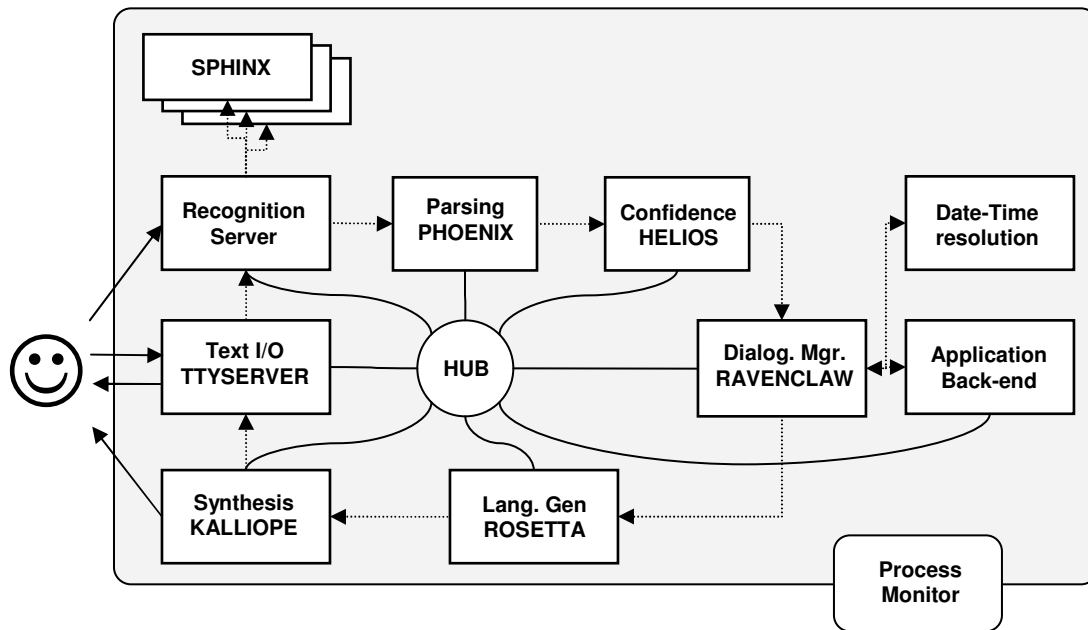 SPHINX
Recognition
Server
Parsing
PHOENIX
Confidence
HELIOS
Date-Time
resolution
Text I/O
TTYSERVER
HUB
Dialog. Mgr.
RAVENCLAW
Application
Back-end
Synthesis
KALLIOPE
Lang. Gen
ROSETTA
Process
Monitor